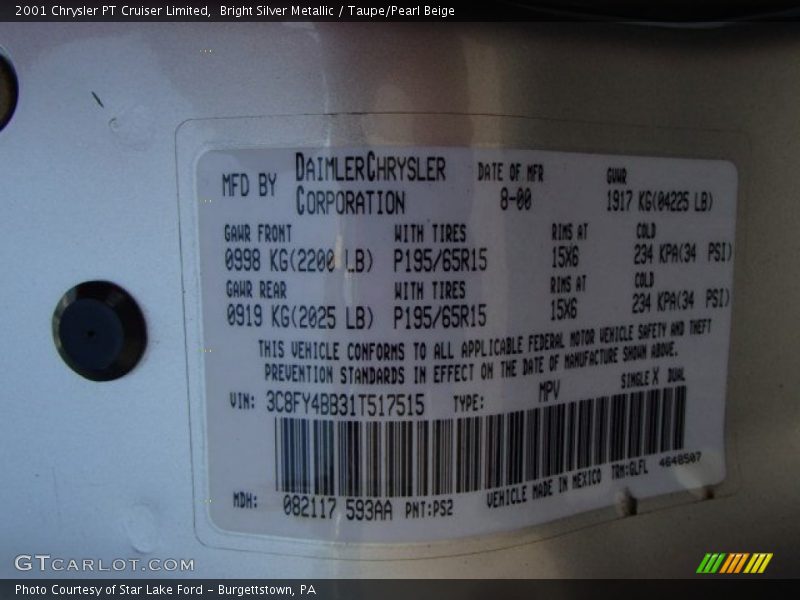 2001 Chrysler PT Cruiser Limited,  Bright Silver Metallic / Taupe/Pearl Beige
MFD BY DAIMLERCHRYSLER CORPORATION DATE OF MFR 8-00 GVWR 1917 KG(04225 LB)
GAWR FRONT WITH TIRES RIMS AT COLD
0998 KG(2200 LB) P195/65R15 15X6 234 KPA(34 PSI)
GAWR REAR WITH TIRES RIMS AT COLD
0919 KG(2025 LB) P195/65R15 15X6 234 KPA(34 PSI)
THIS VEHICLE CONFORMS TO ALL APPLICABLE FEDERAL MOTOR VEHICLE SAFETY AND THEFT
PREVENTION STANDARDS IN EFFECT ON THE DATE OF MANUFACTURE SHOWN ABOVE.
VIN: 3C8FY4BB31T517515 TYPE: MPV SINGLE X DUAL
MDH: 082117 593AA PNT:PS2 VEHICLE MADE IN MEXICO TRM:GLFL 4648507
GTCARLOT.COM
Photo Courtesy of Star Lake Ford - Burgettstown, PA